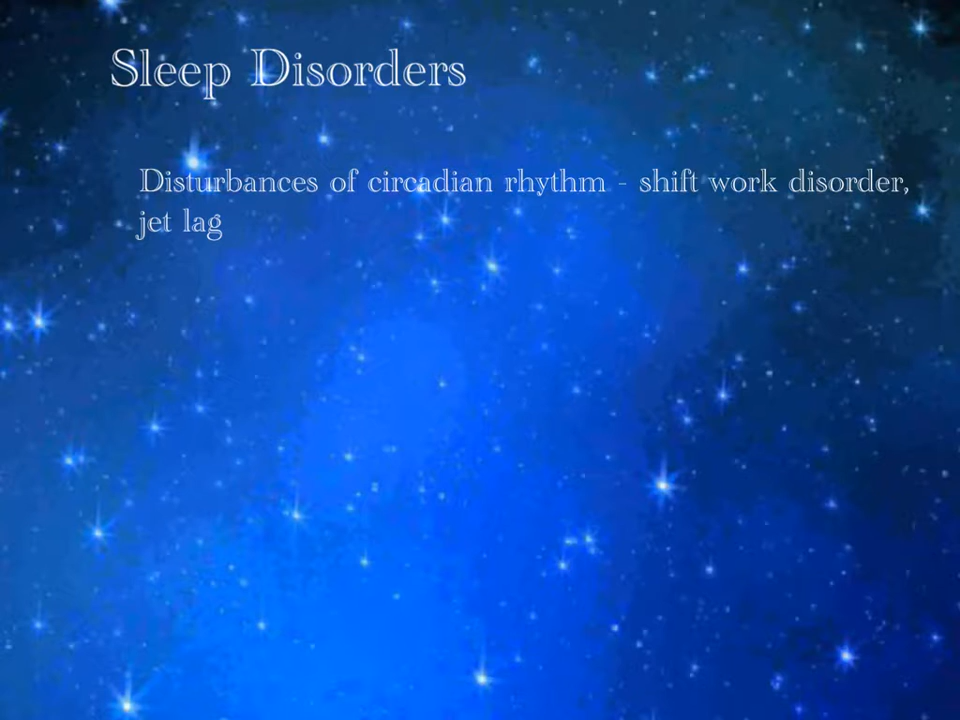 Sleep Disorders
Disturbances of circadian rhythm - shift work disorder,
jet lag